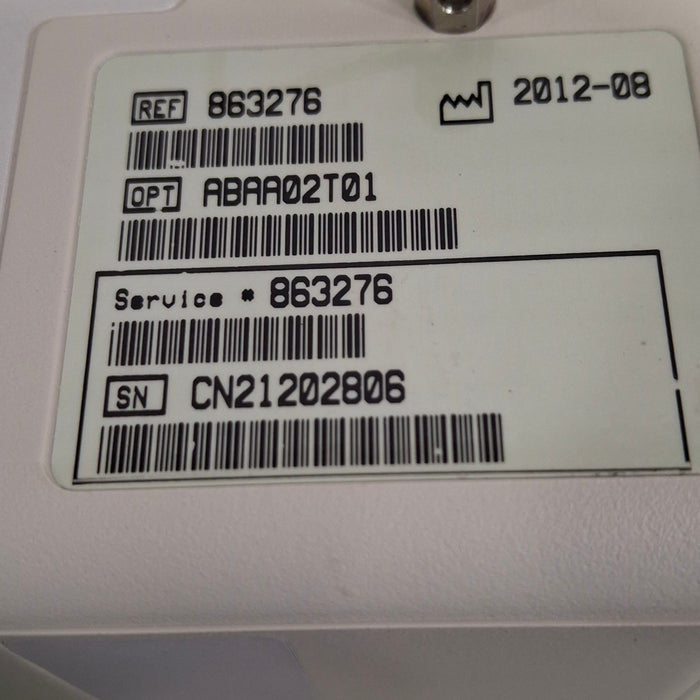 REF 863276 2012-08
OPT ABAA02T01
Service # 863276
SN CN21202806